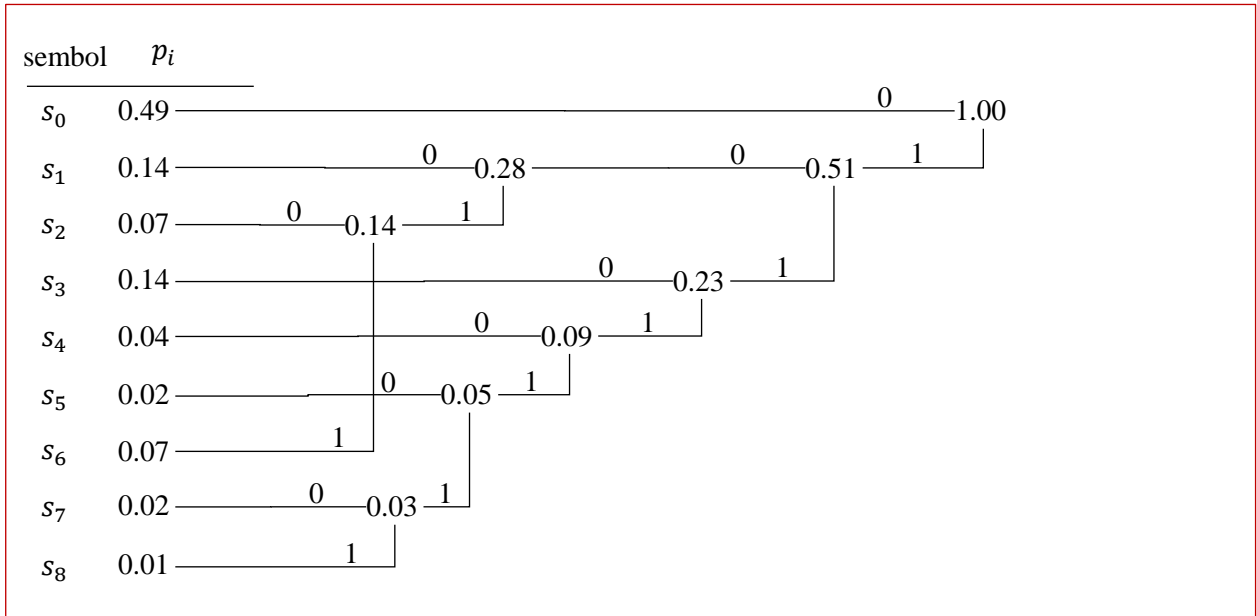 sembol p_i
s_0 0.49 0 1.00
s_1 0.14 0 0.28 0 0.51 1
s_2 0.07 0 0.14 1
s_3 0.14 0 0.23 1
s_4 0.04 0 0.09 1
s_5 0.02 0 0.05 1
s_6 0.07 1
s_7 0.02 0 0.03 1
s_8 0.01 1